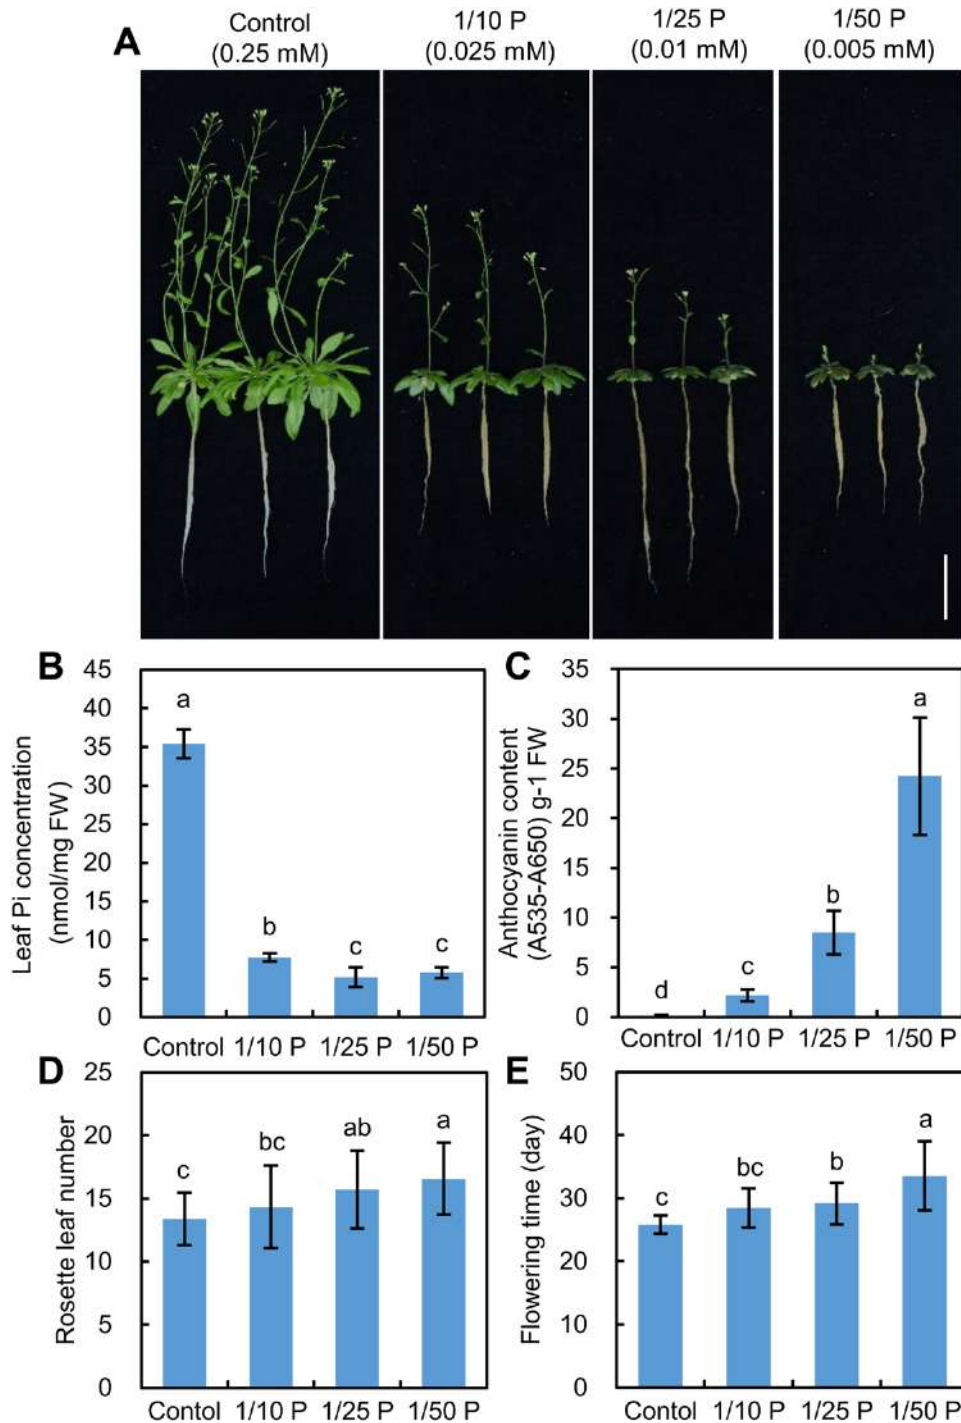 A
Control
(0.25 mM)
1/10 P
(0.025 mM)
1/25 P
(0.01 mM)
1/50 P
(0.005 mM)
B
45
40
35
30
25
20
15
10
5
0
Leaf Pi concentration
(nmol/mg FW)
a
b
c
c
Control 1/10 P 1/25 P 1/50 P
C
35
30
25
20
15
10
5
0
Anthocyanin content
(A535-A650) g-1 FW
d
c
b
a
Control 1/10 P 1/25 P 1/50 P
D
25
20
15
10
5
0
Rosette leaf number
c
bc
ab
a
Contol 1/10 P 1/25 P 1/50 P
E
50
40
30
20
10
0
Flowering time (day)
c
bc
b
a
Control 1/10 P 1/25 P 1/50 P